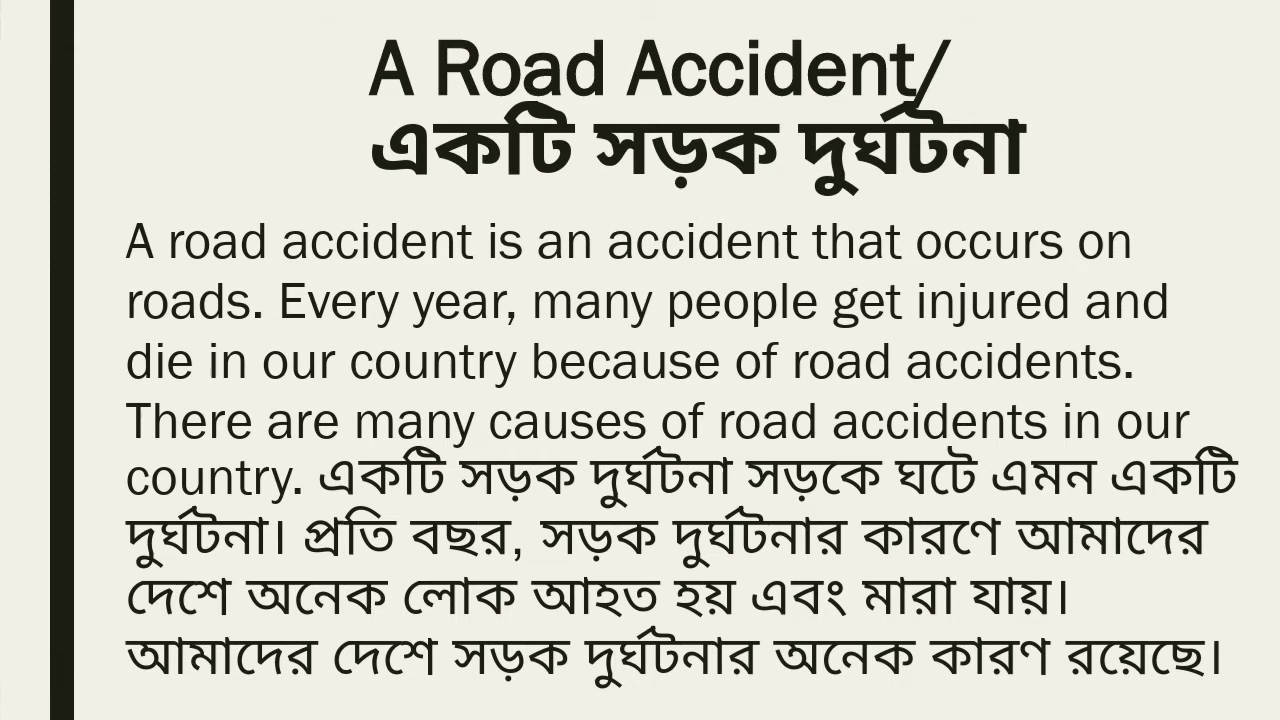 A Road Accident/
একটি সড়ক দুর্ঘটনা
A road accident is an accident that occurs on
roads. Every year, many people get injured and
die in our country because of road accidents.
There are many causes of road accidents in our
country. একটি সড়ক দুর্ঘটনা সড়কে ঘটে এমন একটি
দুর্ঘটনা। প্রতি বছর, সড়ক দুর্ঘটনার কারণে আমাদের
দেশে অনেক লোক আহত হয় এবং মারা যায়।
আমাদের দেশে সড়ক দুর্ঘটনার অনেক কারণ রয়েছে।